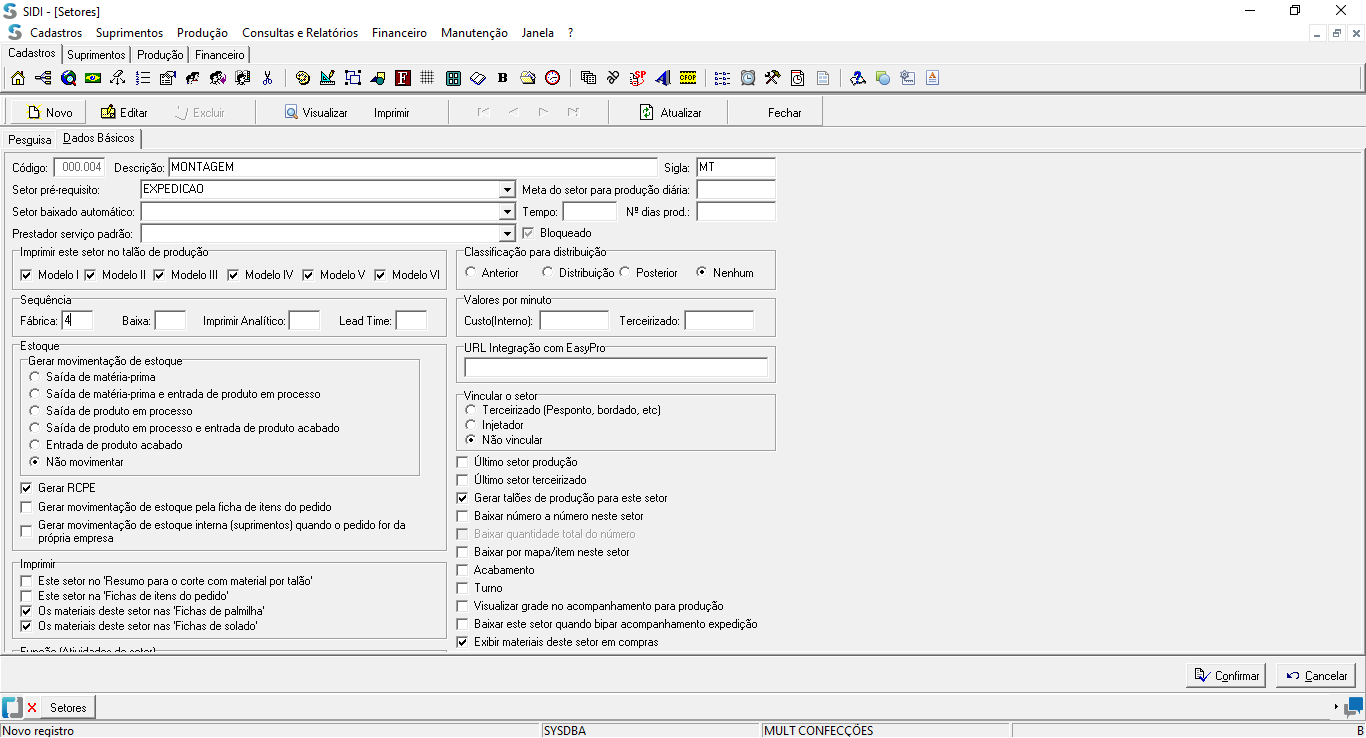 SIDI - [Setores]
Cadastros Suprimentos Produção Consultas e Relatórios Financeiro Manutenção Janela ?
Cadastros Suprimentos Produção Financeiro
F B SP CFOP A
Novo Editar Excluir Visualizar Imprimir Atualizar Fechar
Pesquisa Dados Básicos
Código: 000.004 Descrição: MONTAGEM Sigla: MT
Setor pré-requisito: EXPEDICAO Meta do setor para produção diária:
Setor baixado automático: Tempo: Nº dias prod.:
Prestador serviço padrão: Bloqueado
Imprimir este setor no talão de produção
Modelo I Modelo II Modelo III Modelo IV Modelo V Modelo VI
Classificação para distribuição
Anterior Distribuição Posterior Nenhum
Sequência
Fábrica: 4 Baixa: Imprimir Analítico: Lead Time:
Valores por minuto
Custo(Interno): Terceirizado:
Estoque
Gerar movimentação de estoque
Saída de matéria-prima
Saída de matéria-prima e entrada de produto em processo
Saída de produto em processo
Saída de produto em processo e entrada de produto acabado
Entrada de produto acabado
Não movimentar
Gerar RCPE
Gerar movimentação de estoque pela ficha de itens do pedido
Gerar movimentação de estoque interna (suprimentos) quando o pedido for da
própria empresa
Imprimir
Este setor no 'Resumo para o corte com material por talão'
Este setor na 'Fichas de itens do pedido'
Os materiais deste setor nas 'Fichas de palmilha'
Os materiais deste setor nas 'Fichas de solado'
Função (Atividades do setor)
URL Integração com EasyPro
Vincular o setor
Terceirizado (Pesponto, bordado, etc)
Injetador
Não vincular
Último setor produção
Último setor terceirizado
Gerar talões de produção para este setor
Baixar número a número neste setor
Baixar quantidade total do número
Baixar por mapa/item neste setor
Acabamento
Turno
Visualizar grade no acompanhamento para produção
Baixar este setor quando bipar acompanhamento expedição
Exibir materiais deste setor em compras
Confirmar Cancelar
Setores
Novo registro SYSDBA MULT CONFECÇÕES B